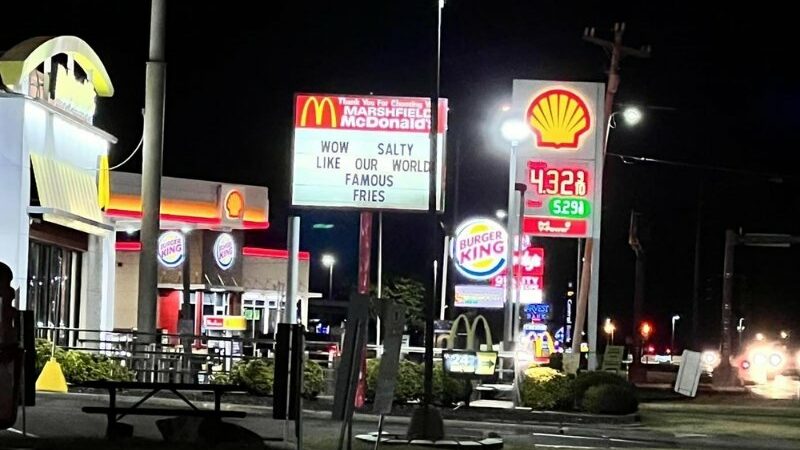 Thank You For Choosing
MARSHFIELD
McDonald's
WOW SALTY
LIKE OUR WORLD
FAMOUS
FRIES
4.32
5.29
BURGER
KING
BURGER
KING
BURGER
KING